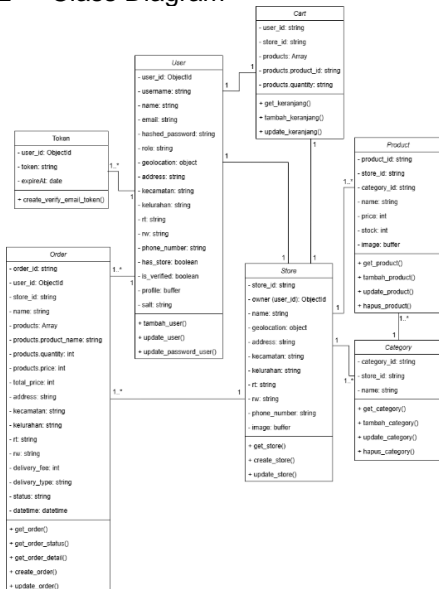 Class Diagram
Cart
- user_id: string
- store_id: string
- products: Array
- products.product_id: string
- products.quantity: string
+ get_keranjang()
+ tambah_keranjang()
+ update_keranjang()
User
- user_id: ObjectId
- username: string
- name: string
- email: string
- hashed_password: string
- role: string
- geolocation: object
- address: string
- kecamatan: string
- kelurahan: string
- rt: string
- rw: string
- phone_number: string
- has_store: boolean
- is_verified: boolean
- profile: buffer
- salt: string
+ tambah_user()
+ update_user()
+ update_password_user()
Token
- user_id: ObjectId
- token: string
- expireAt: date
+ create_verify_email_token()
Product
- product_id: string
- store_id: string
- category_id: string
- name: string
- price: int
- stock: int
- image: buffer
+ get_product()
+ tambah_product()
+ update_product()
+ hapus_product()
Order
- order_id: string
- user_id: ObjectId
- store_id: string
- name: string
- products: Array
- products.product_name: string
- products.quantity: int
- products.price: int
- total_price: int
- address: string
- kecamatan: string
- kelurahan: string
- rt: string
- rw: string
- delivery_fee: int
- delivery_type: string
- status: string
- datetime: datetime
+ get_order()
+ get_order_status()
+ get_order_detail()
+ create_order()
+ update_order()
Store
- store_id: string
- owner (user_id): ObjectId
- name: string
- geolocation: object
- address: string
- kecamatan: string
- kelurahan: string
- rt: string
- rw: string
- phone_number: string
- image: buffer
+ get_store()
+ create_store()
+ update_store()
Category
- category_id: string
- store_id: string
- name: string
+ get_category()
+ tambah_category()
+ update_category()
+ hapus_category()
1
1
1
1
1
1
1..*
1
1..*
1
1..*
1
1..*
1
1
1..*
1..*
1